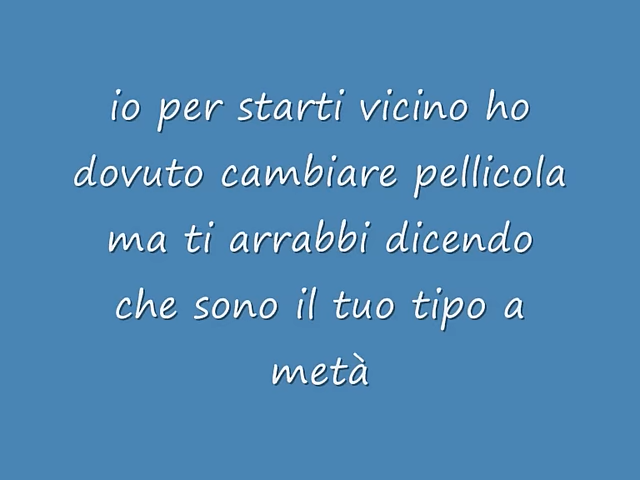 io per starti vicino ho
dovuto cambiare pellicola
ma ti arrabbi dicendo
che sono il tuo tipo a
metà